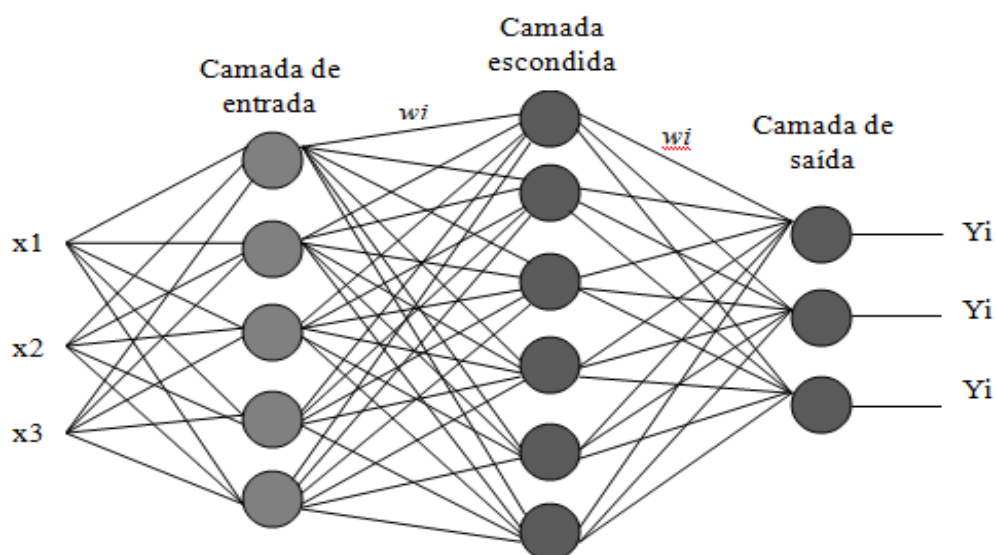 Camada
escondida
Camada de
entrada
wi
wi
Camada de
saída
x1
x2
x3
Yi
Yi
Yi